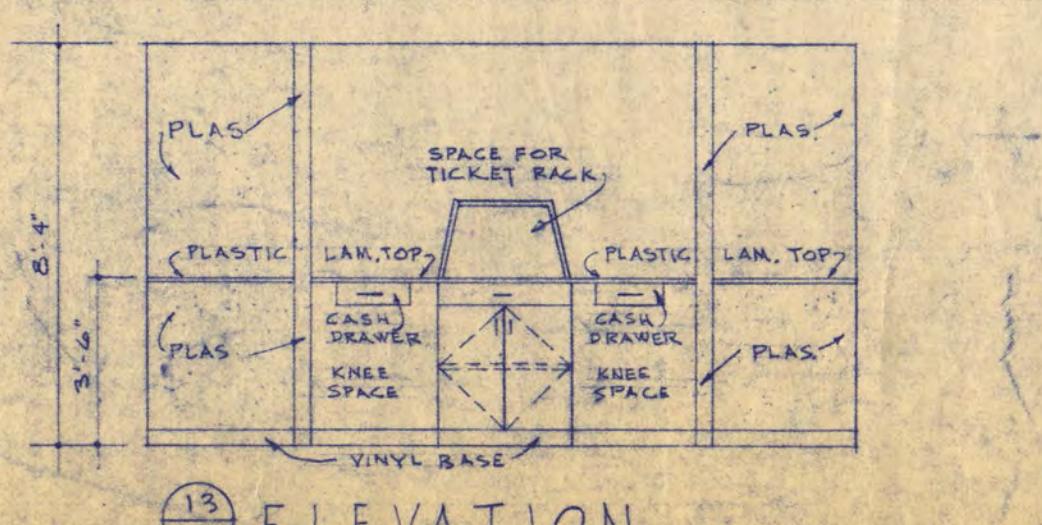 PLAS
PLAS.
SPACE FOR
TICKET RACK
8'-4"
PLASTIC LAM. TOP
PLASTIC LAM. TOP
3'-6"
CASH
DRAWER
CASH
DRAWER
PLAS
PLAS.
KNEE
SPACE
KNEE
SPACE
VINYL BASE
13
ELEVATION